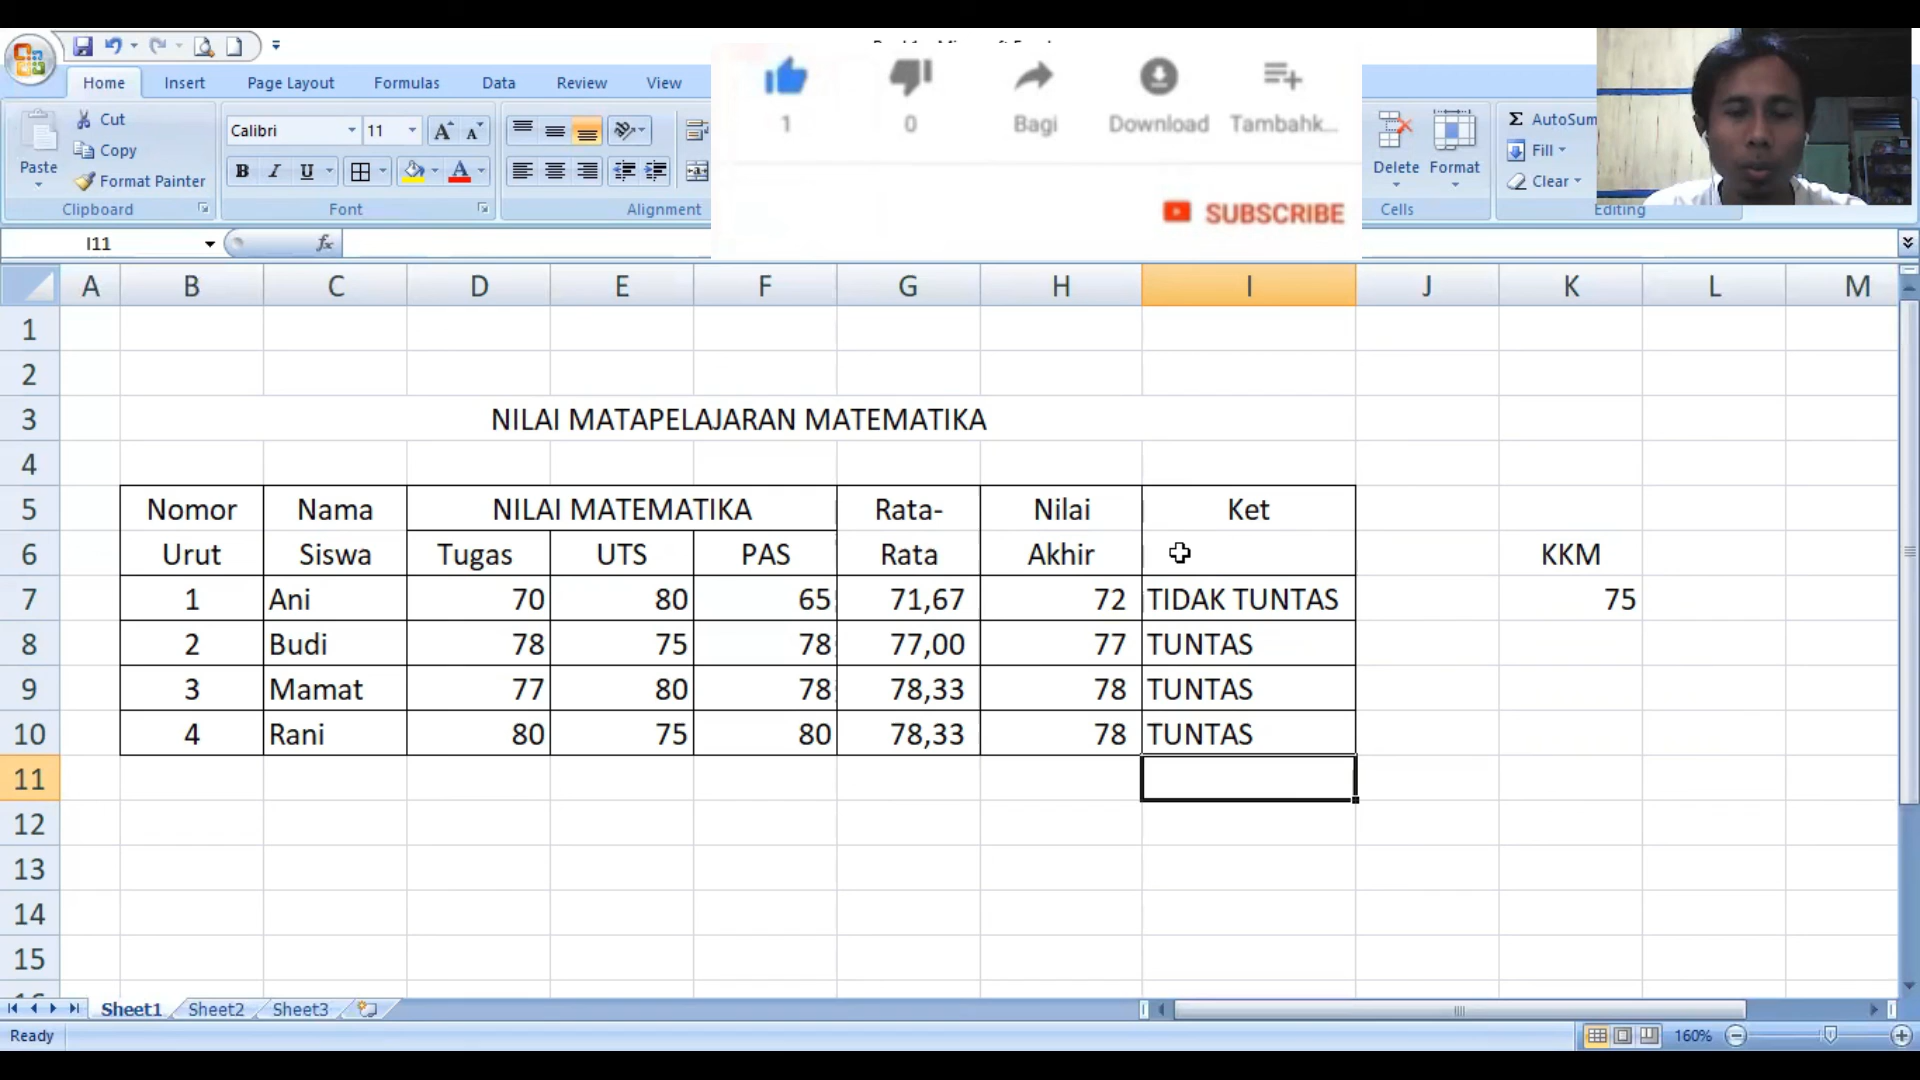 Home Insert Page Layout Formulas Data Review View
1 0 Bagi Download Tambahk...
SUBSCRIBE
Paste Cut
Copy
Format Painter
Clipboard
Calibri 11
B I U A
Font
Alignment
Delete Format
Cells
Σ AutoSum
Fill
Clear
Editing
I11 fx
A B C D E F G H I J K L M
1
2
3 NILAI MATAPELAJARAN MATEMATIKA
4
5 Nomor Nama NILAI MATEMATIKA Rata- Nilai Ket
6 Urut Siswa Tugas UTS PAS Rata Akhir KKM
7 1 Ani 70 80 65 71,67 72 TIDAK TUNTAS 75
8 2 Budi 78 75 78 77,00 77 TUNTAS
9 3 Mamat 77 80 78 78,33 78 TUNTAS
10 4 Rani 80 75 80 78,33 78 TUNTAS
11
12
13
14
15
Sheet1 Sheet2 Sheet3
Ready 160%